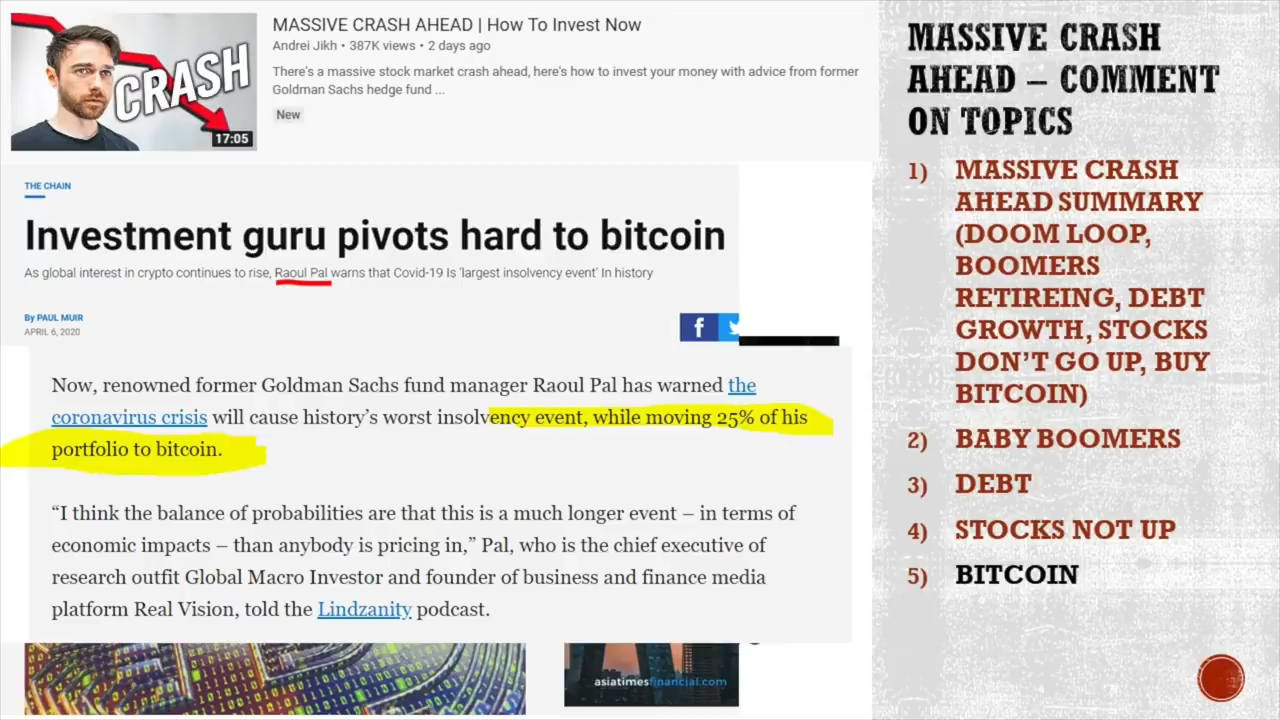 MASSIVE CRASH AHEAD | How To Invest Now
Andrei Jikh • 387K views • 2 days ago
There's a massive stock market crash ahead, here's how to invest your money with advice from former
Goldman Sachs hedge fund ...
New
CRASH
17:05
THE CHAIN
Investment guru pivots hard to bitcoin
As global interest in crypto continues to rise, Raoul Pal warns that Covid-19 Is 'largest insolvency event' In history
By PAUL MUIR
APRIL 6, 2020
f
Now, renowned former Goldman Sachs fund manager Raoul Pal has warned the
coronavirus crisis will cause history's worst insolvency event, while moving 25% of his
portfolio to bitcoin.
“I think the balance of probabilities are that this is a much longer event – in terms of
economic impacts – than anybody is pricing in,” Pal, who is the chief executive of
research outfit Global Macro Investor and founder of business and finance media
platform Real Vision, told the Lindzanity podcast.
asiatimesfinancial.com
MASSIVE CRASH
AHEAD – COMMENT
ON TOPICS
1) MASSIVE CRASH
AHEAD SUMMARY
(DOOM LOOP,
BOOMERS
RETIREING, DEBT
GROWTH, STOCKS
DON'T GO UP, BUY
BITCOIN)
2) BABY BOOMERS
3) DEBT
4) STOCKS NOT UP
5) BITCOIN